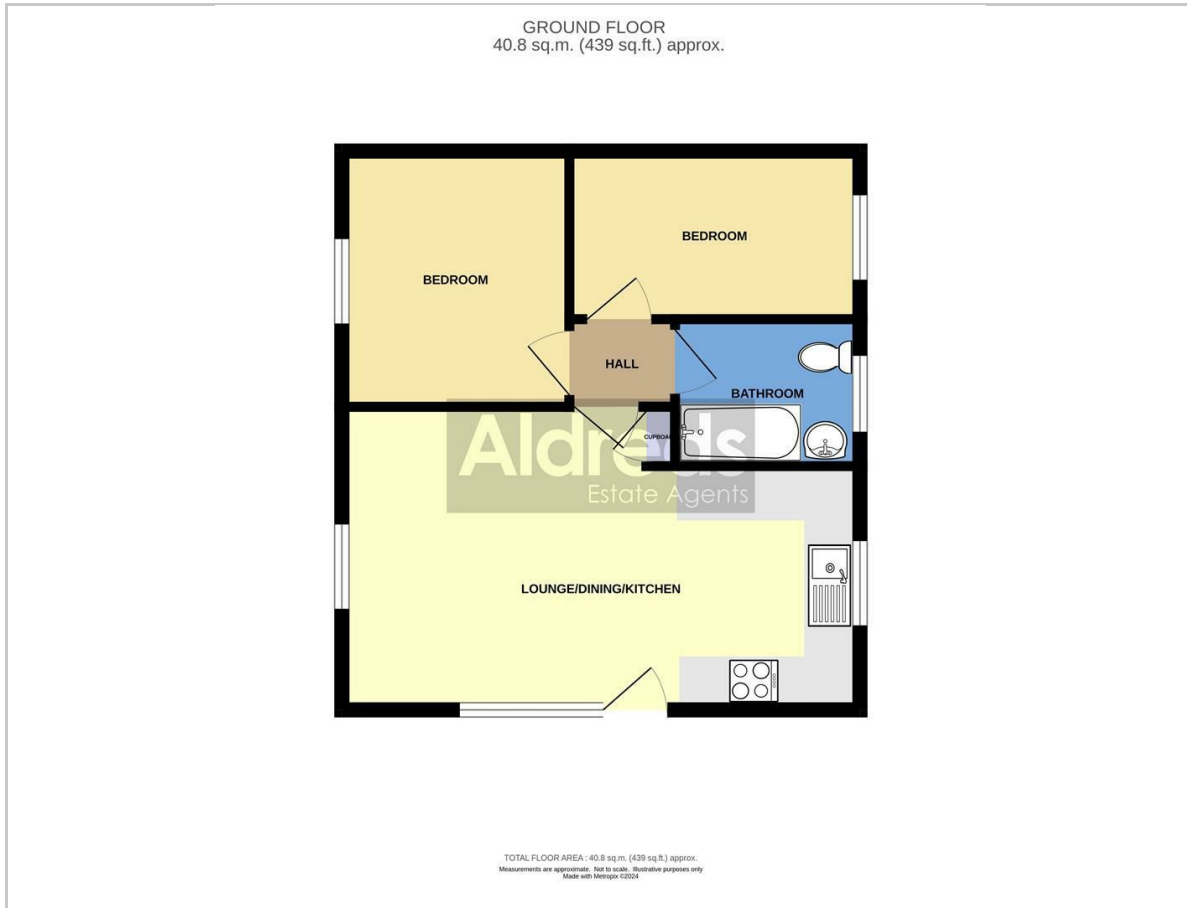 GROUND FLOOR
40.8 sq.m. (439 sq.ft.) approx.
BEDROOM
BEDROOM
HALL
BATHROOM
CUPBOA
Aldreds
Estate Agents
LOUNGE/DINING/KITCHEN
TOTAL FLOOR AREA : 40.8 sq.m. (439 sq.ft.) approx.
Measurements are approximate. Not to scale. Illustrative purposes only
Made with Metropix ©2024